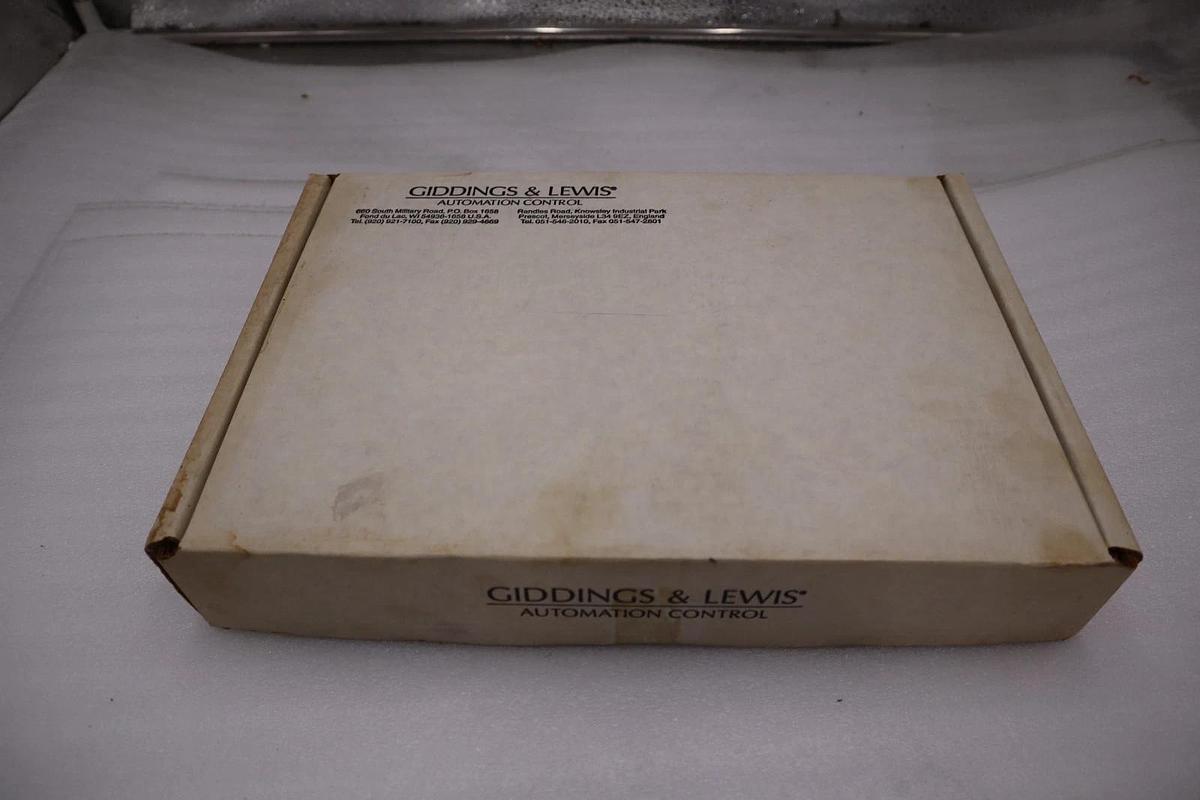 GIDDINGS & LEWIS®
AUTOMATION CONTROL
660 South Military Road, P.O. Box 1658
Fond du Lac, WI 54936-1658 U.S.A.
Tel. (920) 921-7100, Fax (920) 929-4669
Randles Road, Knowsley Industrial Park
Prescot, Merseyside L34 9EZ, England
Tel. 051-546-2010, Fax 051-547-2801
GIDDINGS & LEWIS®
AUTOMATION CONTROL